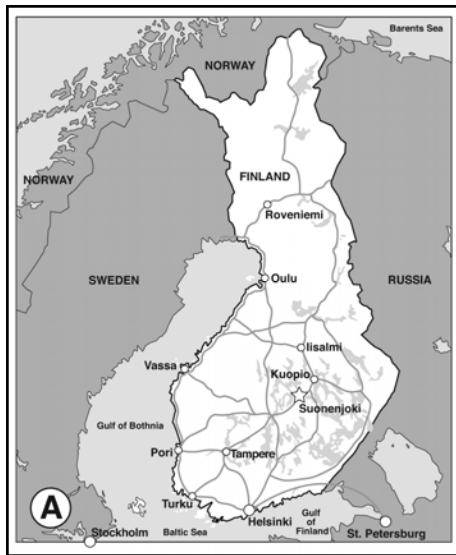 Barents Sea
NORWAY
NORWAY
FINLAND
Roveniemi
SWEDEN
Oulu
RUSSIA
Iisalmi
Vassa
Kuopio
Suonenjoki
Gulf of Bothnia
Pori
Tampere
A
Turku
Helsinki
Gulf
of
Finland
Stockholm
Baltic Sea
St. Petersburg